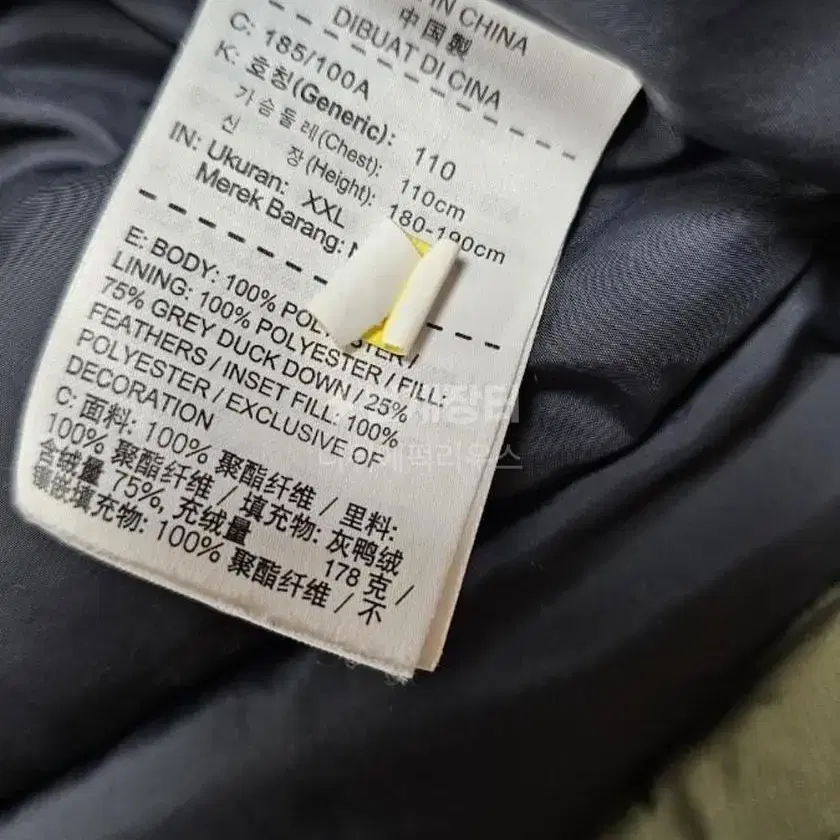 IN CHINA
中国製
DIBUAT DI CINA
C: 185/100A
K: 호칭(Generic): 110
가슴둘레(Chest): 110cm
신 장(Height): 180-190cm
IN: Ukuran: XXL
Merek Barang:
E: BODY: 100%
LINING: 100% POLYESTER / FILL:
75% GREY DUCK DOWN / 25%
FEATHERS / INSET FILL: 100%
POLYESTER / EXCLUSIVE OF
DECORATION
C: 面料: 100% 聚酯纤维 / 里料:
100% 聚酯纤维 / 填充物: 灰鸭绒
含绒量 75%, 充绒量 178 克 /
镶嵌填充物: 100% 聚酯纤维 / 不